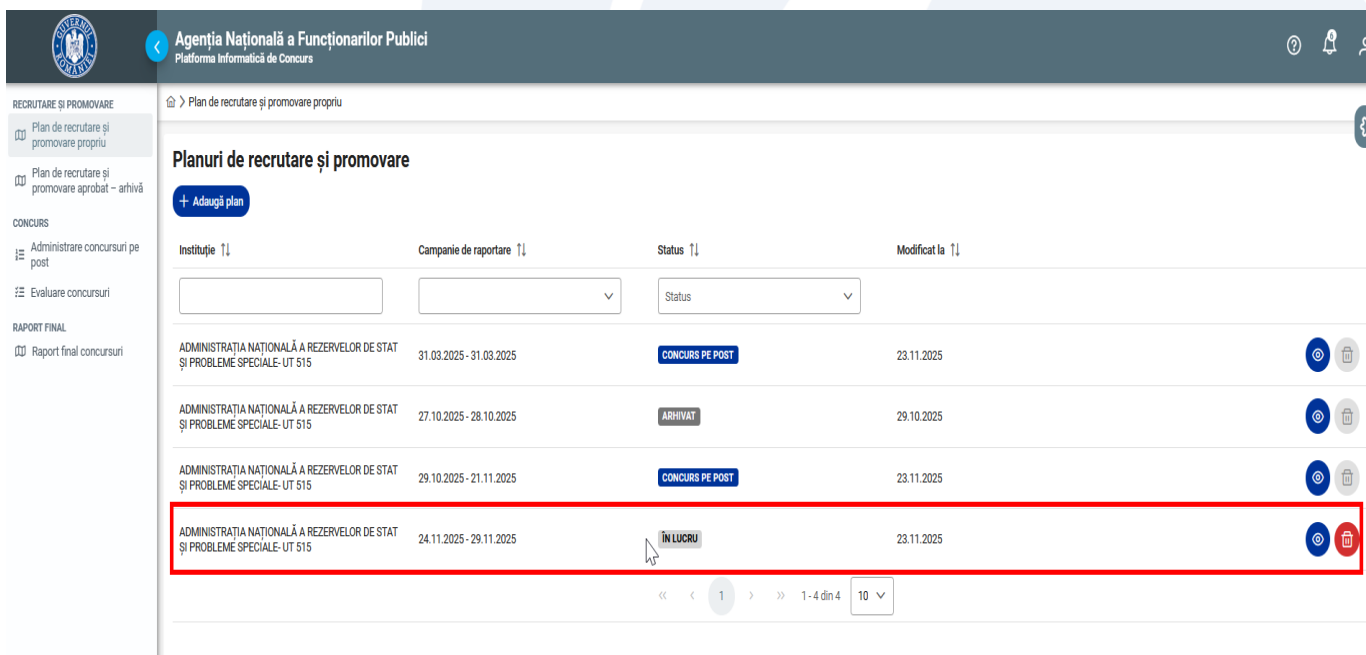 GUVERNUL
ROMÂNIEI
Agenția Națională a Funcționarilor Publici
Platforma Informatică de Concurs
6
RECRUTARE ȘI PROMOVARE
Plan de recrutare și
promovare propriu
Plan de recrutare și
promovare aprobat – arhivă
CONCURS
Administrare concursuri pe
post
Evaluare concursuri
RAPORT FINAL
Raport final concursuri
Plan de recrutare și promovare propriu
Planuri de recrutare și promovare
+ Adaugă plan
Instituție Campanie de raportare Status Modificat la
Status
ADMINISTRAȚIA NAȚIONALĂ A REZERVELOR DE STAT
ȘI PROBLEME SPECIALE- UT 515
31.03.2025 - 31.03.2025 CONCURS PE POST 23.11.2025
ADMINISTRAȚIA NAȚIONALĂ A REZERVELOR DE STAT
ȘI PROBLEME SPECIALE- UT 515
27.10.2025 - 28.10.2025 ARHIVAT 29.10.2025
ADMINISTRAȚIA NAȚIONALĂ A REZERVELOR DE STAT
ȘI PROBLEME SPECIALE- UT 515
29.10.2025 - 21.11.2025 CONCURS PE POST 23.11.2025
ADMINISTRAȚIA NAȚIONALĂ A REZERVELOR DE STAT
ȘI PROBLEME SPECIALE- UT 515
24.11.2025 - 29.11.2025 ÎN LUCRU 23.11.2025
« ‹ 1 › » 1 - 4 din 4 10